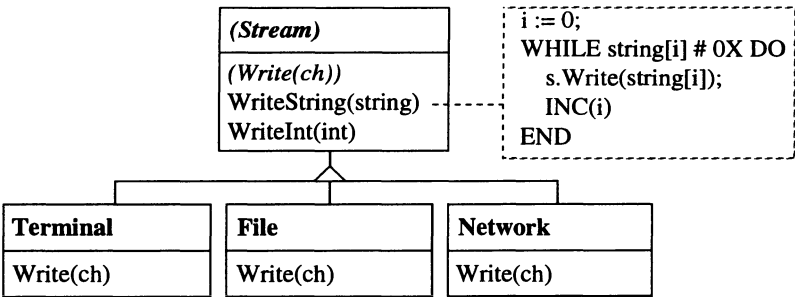 (Stream)
(Write(ch))
WriteString(string)
WriteInt(int)
i := 0;
WHILE string[i] # 0X DO
s.Write(string[i]);
INC(i)
END
Terminal
Write(ch)
File
Write(ch)
Network
Write(ch)